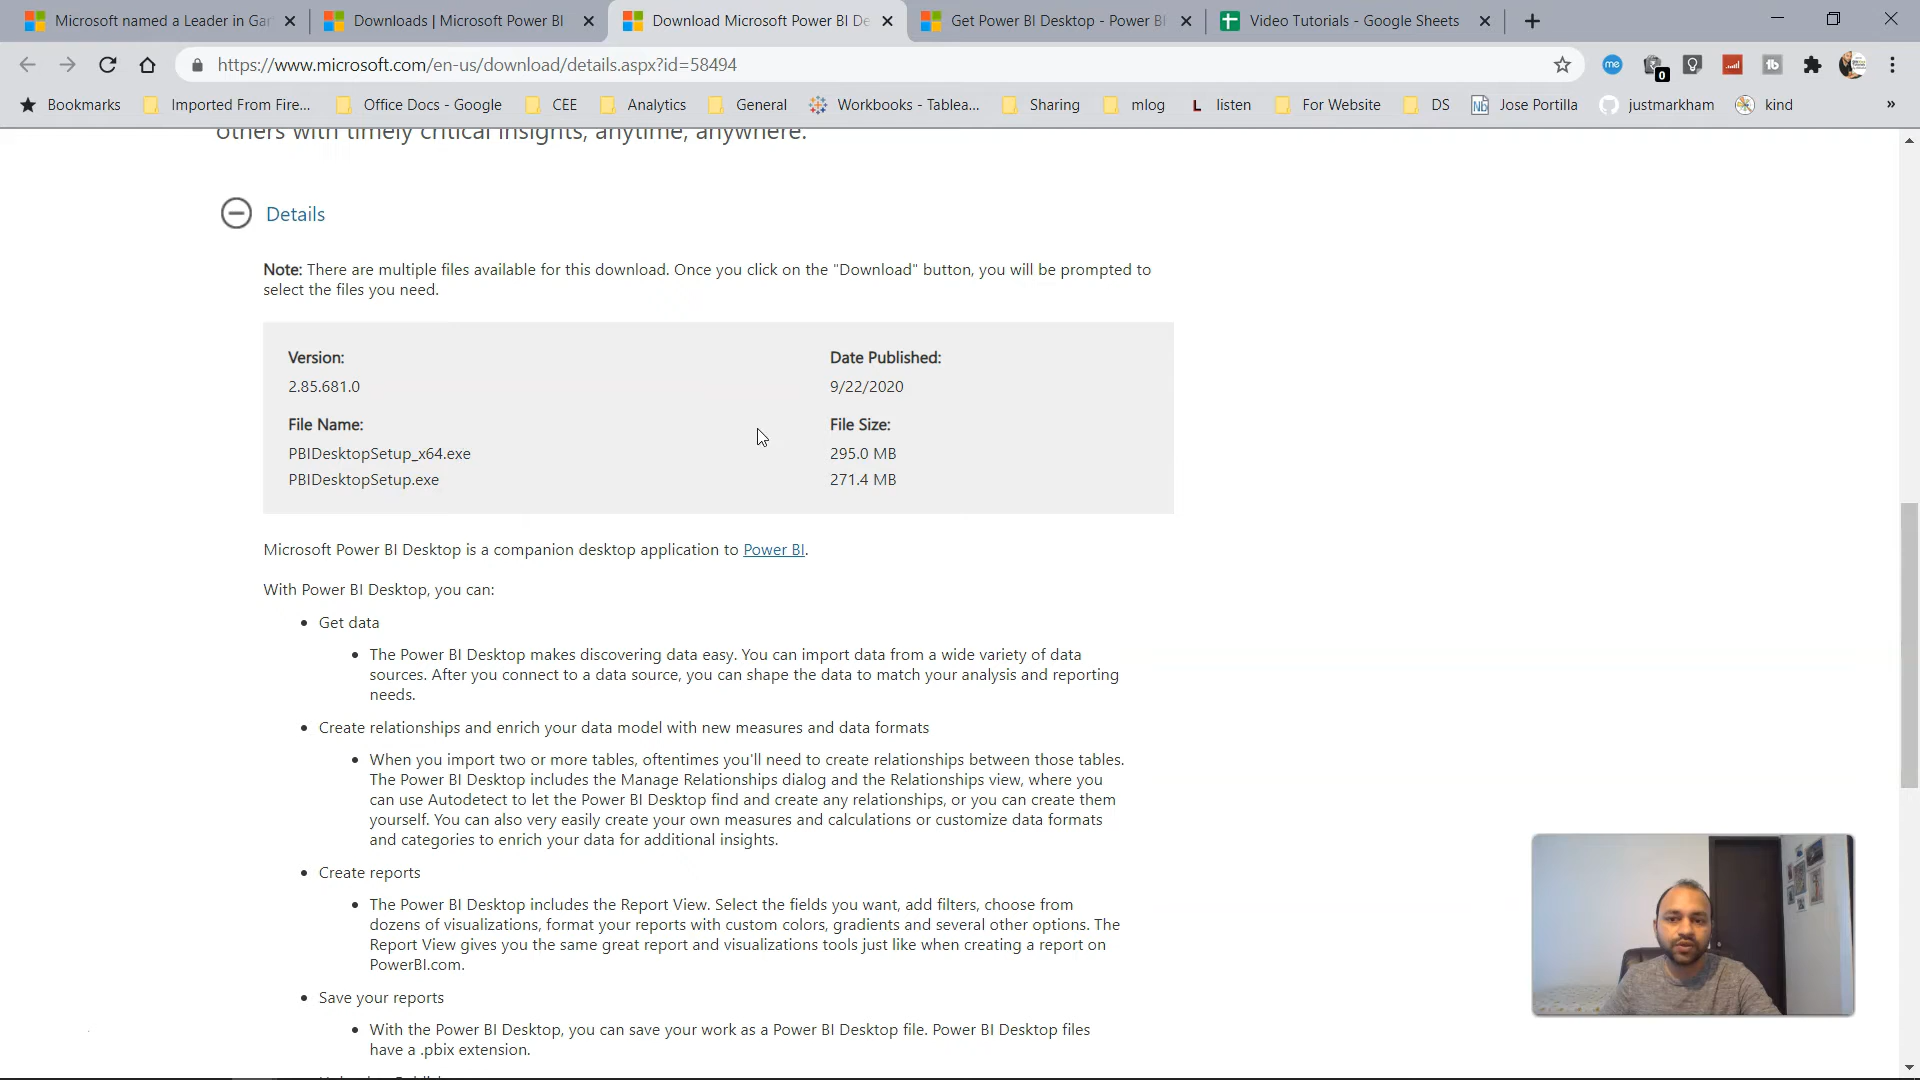 Microsoft named a Leader in Gar
Downloads | Microsoft Power BI
Download Microsoft Power BI De
Get Power BI Desktop - Power BI
Video Tutorials - Google Sheets
https://www.microsoft.com/en-us/download/details.aspx?id=58494
me
0
tb
Bookmarks
Imported From Fire...
Office Docs - Google
CEE
Analytics
General
Workbooks - Tablea...
Sharing
mlog
L listen
For Website
DS
Nb Jose Portilla
justmarkham
kind
»
others with timely critical insights, anytime, anywhere.
Details
Note: There are multiple files available for this download. Once you click on the "Download" button, you will be prompted to
select the files you need.
Version:
2.85.681.0
Date Published:
9/22/2020
File Name:
PBIDesktopSetup_x64.exe
PBIDesktopSetup.exe
File Size:
295.0 MB
271.4 MB
Microsoft Power BI Desktop is a companion desktop application to Power BI.
With Power BI Desktop, you can:
• Get data
• The Power BI Desktop makes discovering data easy. You can import data from a wide variety of data
sources. After you connect to a data source, you can shape the data to match your analysis and reporting
needs.
• Create relationships and enrich your data model with new measures and data formats
• When you import two or more tables, oftentimes you'll need to create relationships between those tables.
The Power BI Desktop includes the Manage Relationships dialog and the Relationships view, where you
can use Autodetect to let the Power BI Desktop find and create any relationships, or you can create them
yourself. You can also very easily create your own measures and calculations or customize data formats
and categories to enrich your data for additional insights.
• Create reports
• The Power BI Desktop includes the Report View. Select the fields you want, add filters, choose from
dozens of visualizations, format your reports with custom colors, gradients and several other options. The
Report View gives you the same great report and visualizations tools just like when creating a report on
PowerBI.com.
• Save your reports
• With the Power BI Desktop, you can save your work as a Power BI Desktop file. Power BI Desktop files
have a .pbix extension.